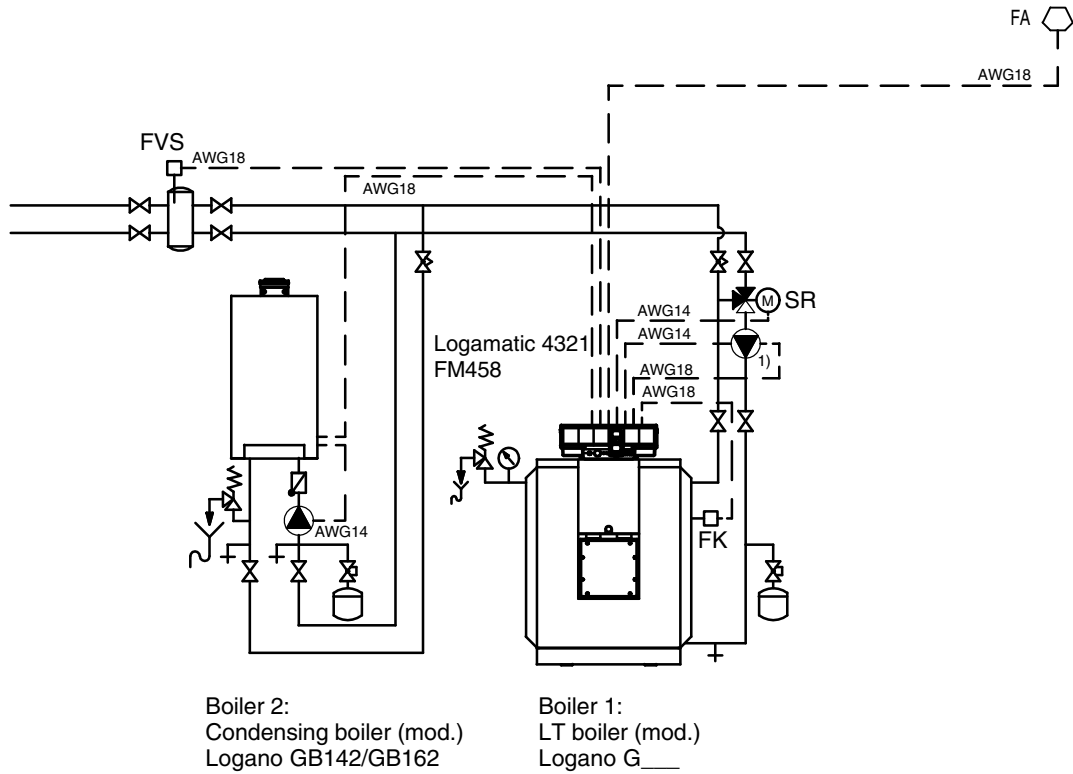 FA
AWG18
FVS
AWG18
AWG18
AWG14
M
SR
AWG14
1)
Logamatic 4321
FM458
AWG18
AWG18
AWG14
FK
Boiler 2:
Condensing boiler (mod.)
Logano GB142/GB162
Boiler 1:
LT boiler (mod.)
Logano G___